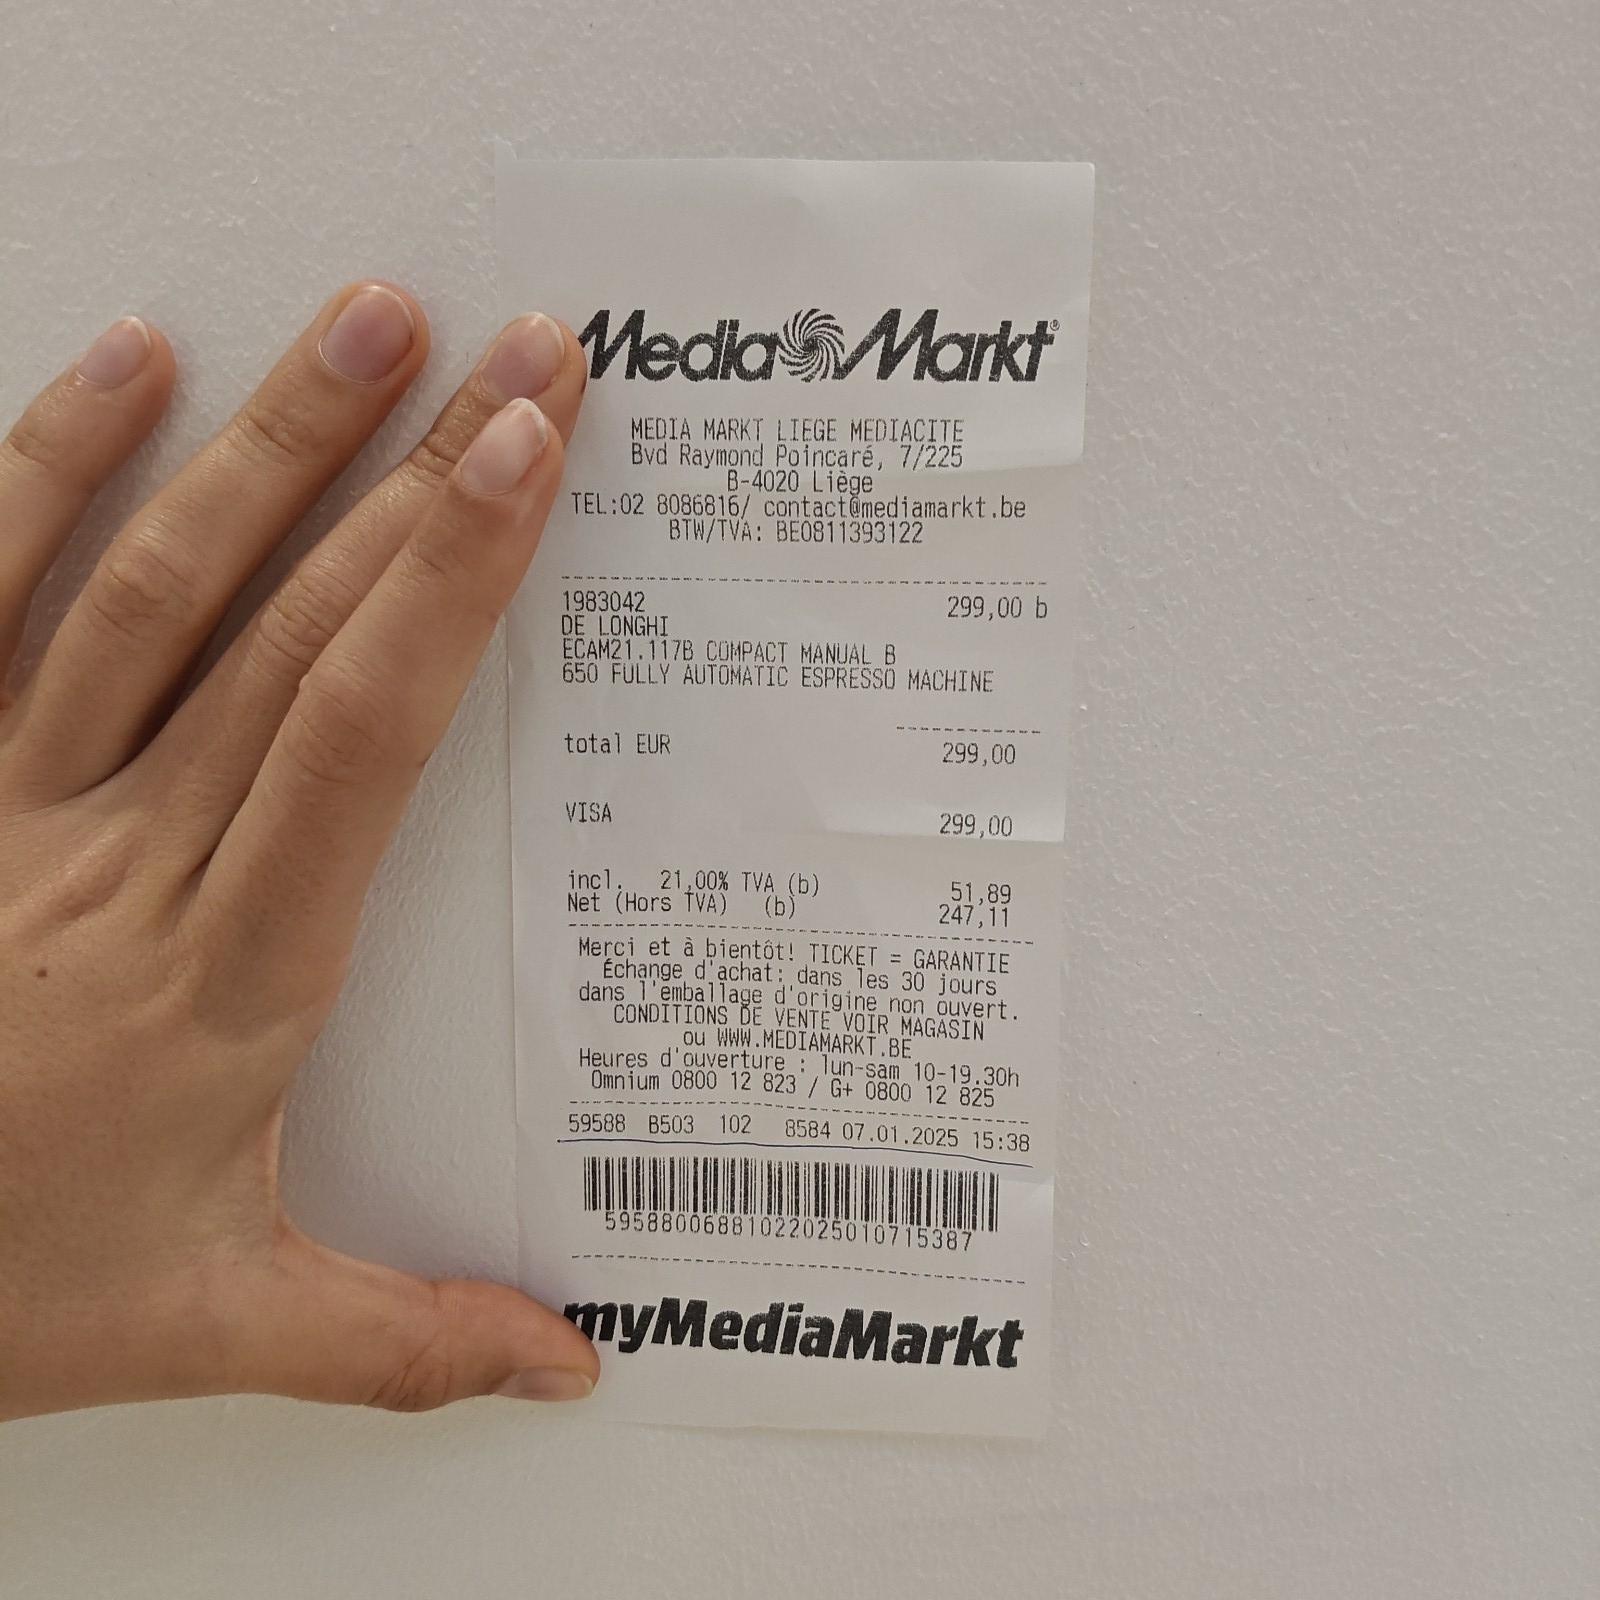 Media Markt®
MEDIA MARKT LIEGE MEDIACITE
Bvd Raymond Poincaré, 7/225
B-4020 Liège
TEL:02 8086816/ contact@mediamarkt.be
BTW/TVA: BE0811393122
1983042 299,00 b
DE LONGHI
ECAM21.117B COMPACT MANUAL B
650 FULLY AUTOMATIC ESPRESSO MACHINE
total EUR 299,00
VISA 299,00
incl. 21,00% TVA (b) 51,89
Net (Hors TVA) (b) 247,11
Merci et à bientôt! TICKET = GARANTIE
Échange d'achat: dans les 30 jours
dans l'emballage d'origine non ouvert.
CONDITIONS DE VENTE VOIR MAGASIN
ou WWW.MEDIAMARKT.BE
Heures d'ouverture : lun-sam 10-19.30h
Omnium 0800 12 823 / G+ 0800 12 825
59588 B503 102 8584 07.01.2025 15:38
5958800688102202501​0715387
myMediaMarkt